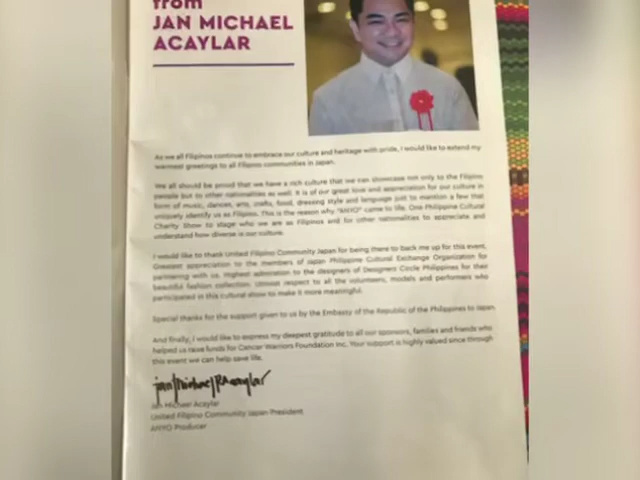 from
JAN MICHAEL
ACAYLAR
As we all Filipinos continue to embrace our culture and heritage with pride, I would like to extend my
warmest greetings to all Filipino communities in Japan.
We all should be proud that we have a rich culture that we can showcase not only to the Filipino
people but to other nationalities as well. It is of our great love and appreciation for our culture in
form of music, dances, arts, crafts, food, dressing style and language just to mention a few that
uniquely identify us as Filipino. This is the reason why, "ANYO" came to life. One Philippine Cultural
Charity Show to stage who we are as Filipinos and for other nationalities to appreciate and
understand how diverse is our culture.
I would like to thank United Filipino Community Japan for being there to back me up for this event.
Greatest appreciation to the members of Japan Philippine Cultural Exchange Organization for
partnering with us. Highest admiration to the designers of Designers Circle Philippines for their
beautiful fashion collection. Utmost respect to all the volunteers, models and performers who
participated in this cultural show to make it more meaningful.
Special thanks for the support given to us by the Embassy of the Republic of the Philippines to Japan
And finally, I would like to express my deepest gratitude to all our sponsors, families and friends who
helped us raise funds for Cancer Warriors Foundation Inc. Your support is highly valued since through
this event we can help save life.
Jan Michael Acaylar
United Filipino Community Japan President
ANYO Producer